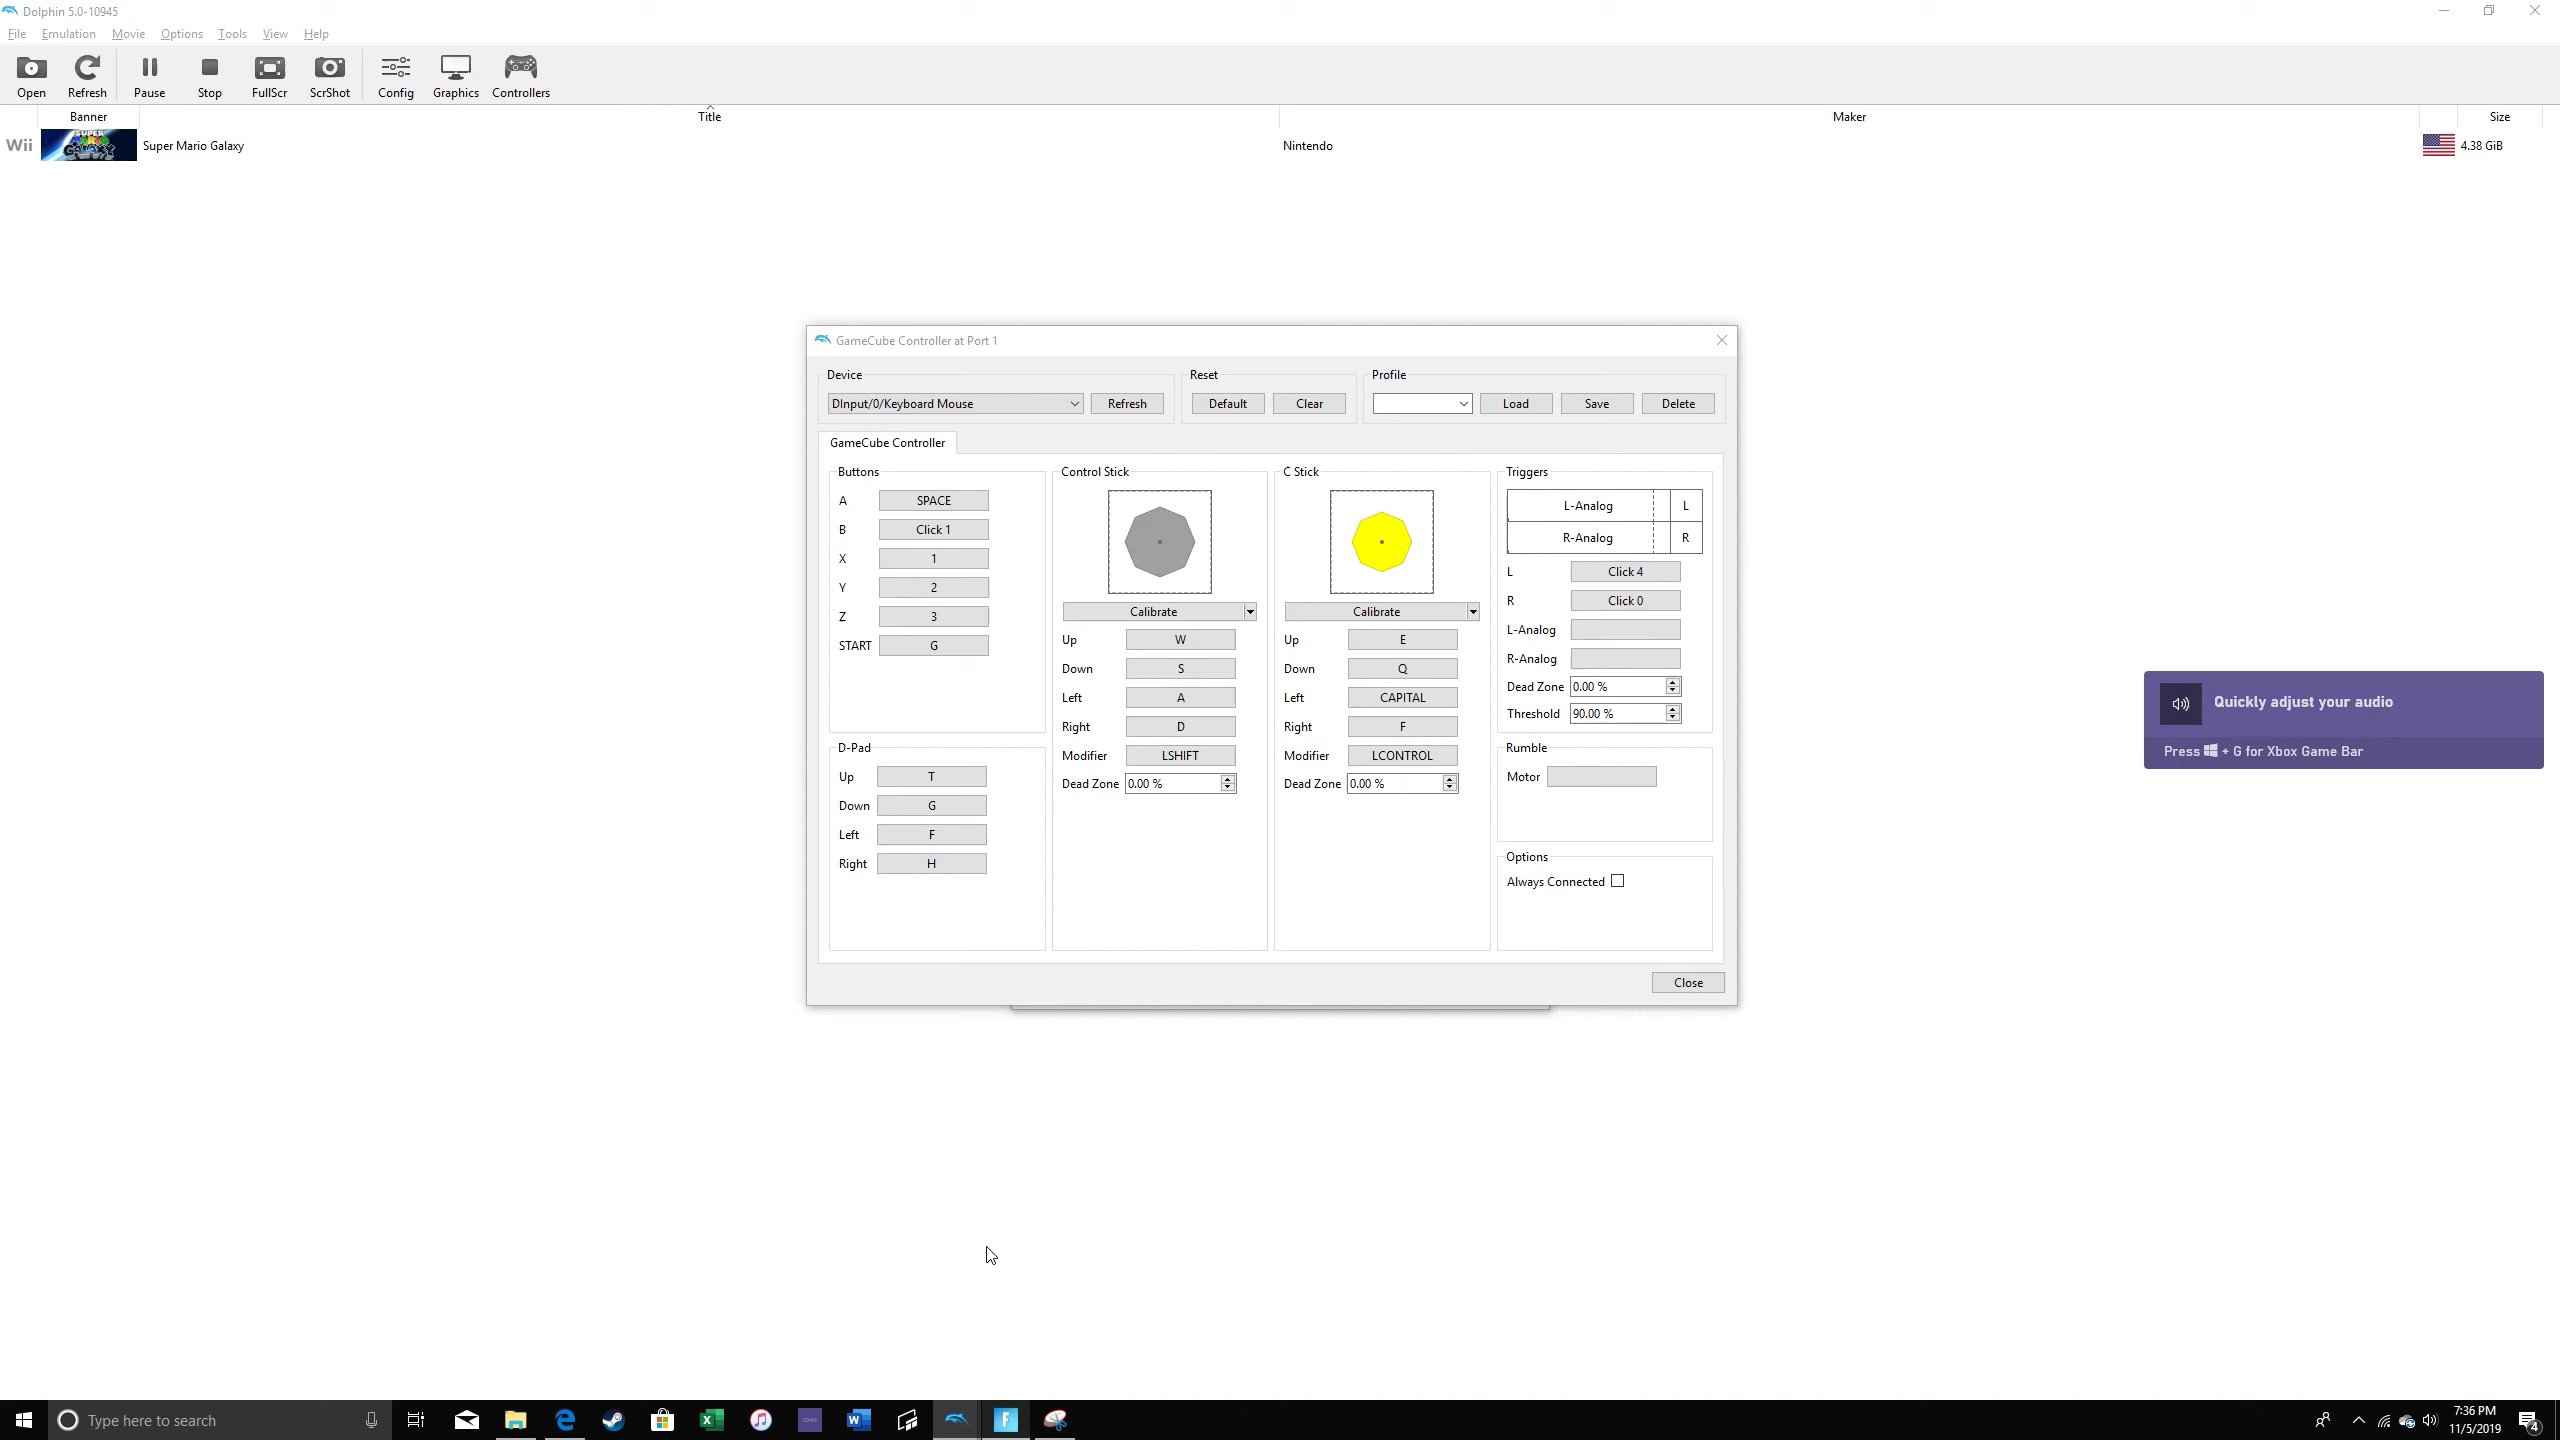 Dolphin 5.0-10945
File Emulation Movie Options Tools View Help
Open Refresh Pause Stop FullScr ScrShot Config Graphics Controllers
Banner Title Maker Size
Wii SUPER MARIO GALAXY Super Mario Galaxy Nintendo 4.38 GiB
GameCube Controller at Port 1
Device Reset Profile
DInput/0/Keyboard Mouse Refresh Default Clear Load Save Delete
GameCube Controller
Buttons
A SPACE
B Click 1
X 1
Y 2
Z 3
START G
D-Pad
Up T
Down G
Left F
Right H
Control Stick
Calibrate
Up W
Down S
Left A
Right D
Modifier LSHIFT
Dead Zone 0.00 %
C Stick
Calibrate
Up E
Down Q
Left CAPITAL
Right F
Modifier LCONTROL
Dead Zone 0.00 %
Triggers
L-Analog L
R-Analog R
L Click 4
R Click 0
L-Analog
R-Analog
Dead Zone 0.00 %
Threshold 90.00 %
Rumble
Motor
Options
Always Connected
Close
Quickly adjust your audio
Press + G for Xbox Game Bar
Type here to search
7:36 PM
11/5/2019
4